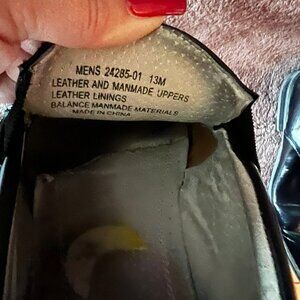 MENS 24285-01 13M
LEATHER AND MANMADE UPPERS
LEATHER LININGS
BALANCE MANMADE MATERIALS
MADE IN CHINA